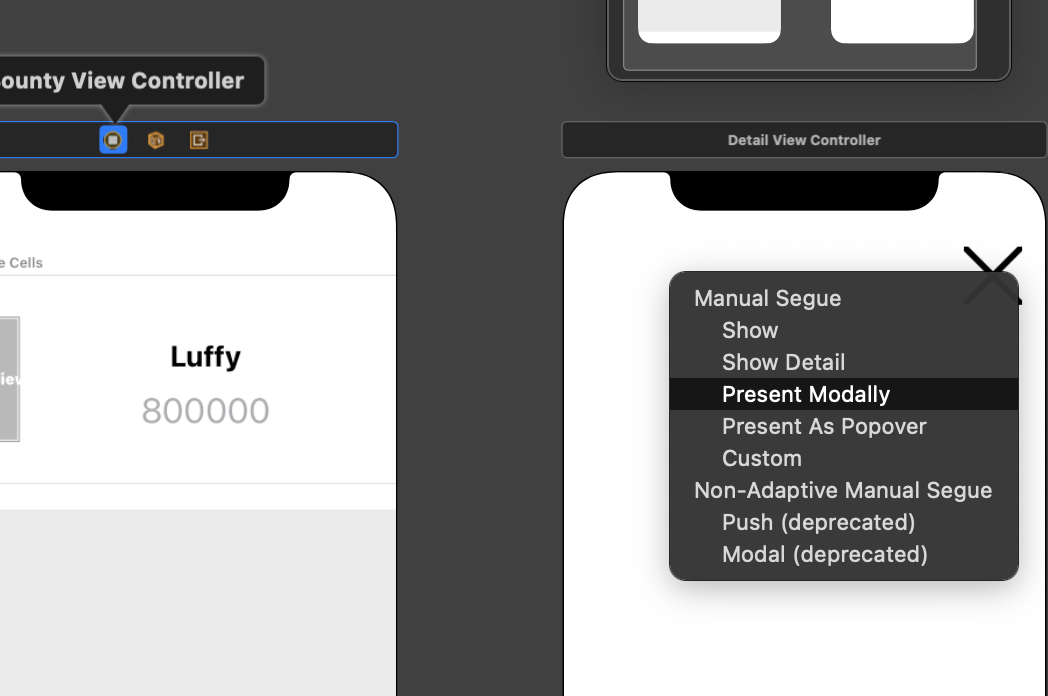 ounty View Controller
Detail View Controller
e Cells
Luffy
800000
Manual Segue
Show
Show Detail
Present Modally
Present As Popover
Custom
Non-Adaptive Manual Segue
Push (deprecated)
Modal (deprecated)